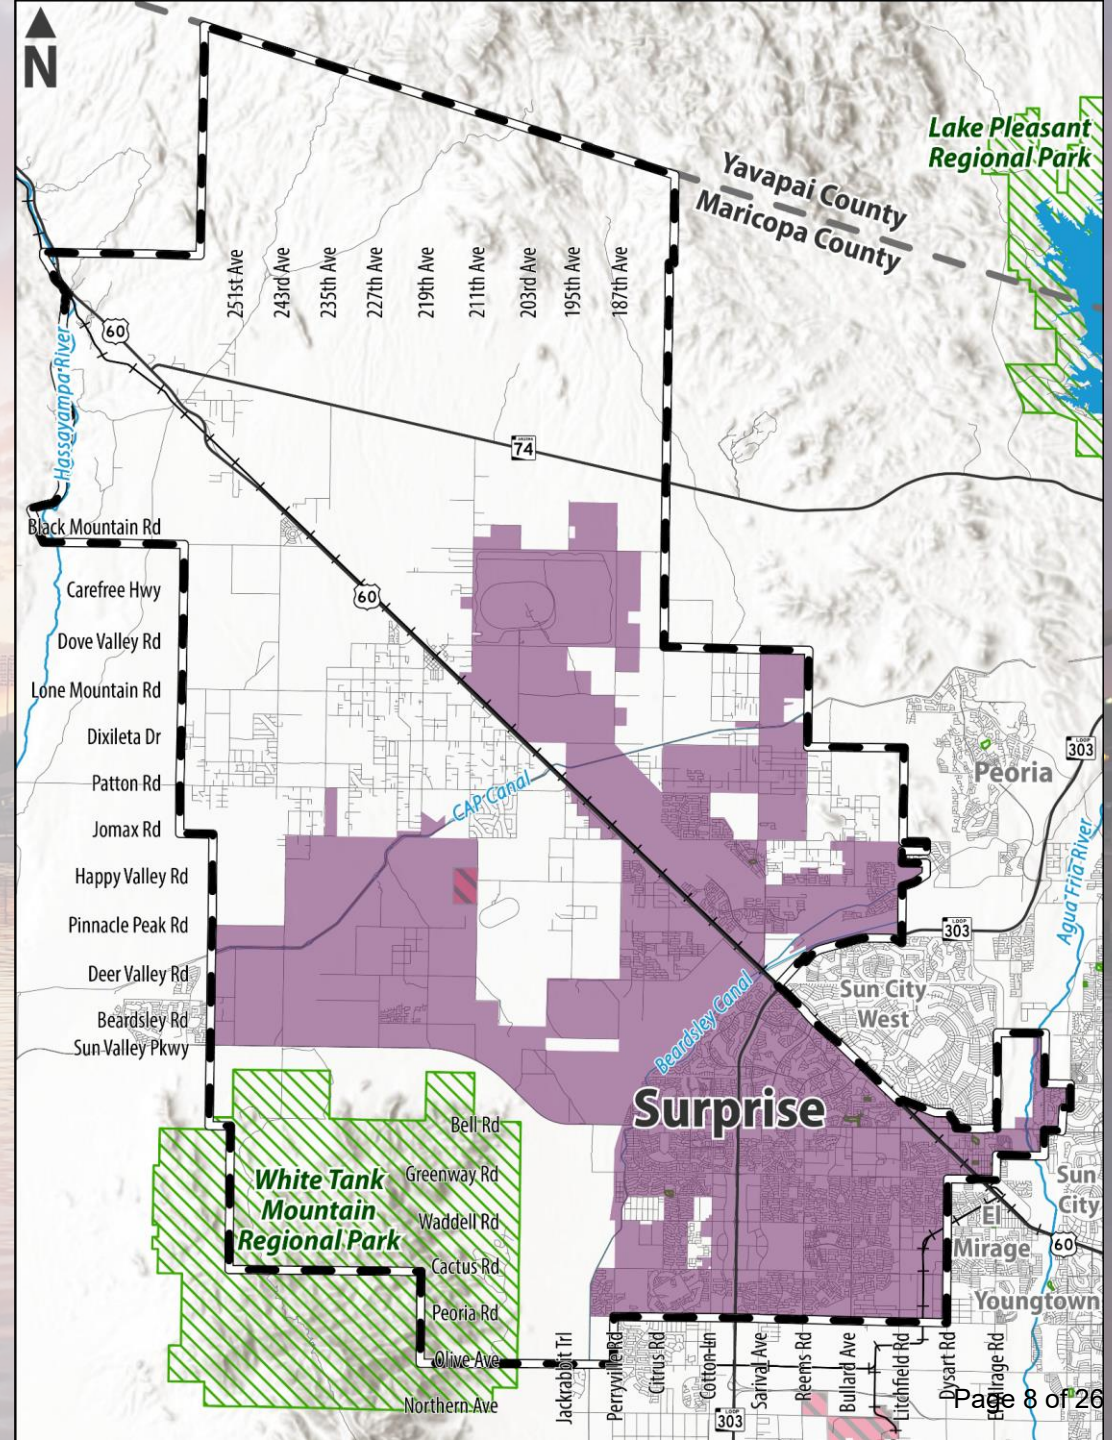 N
Lake Pleasant
Regional Park
Yavapai County
Maricopa County
251st Ave
243rd Ave
235th Ave
227th Ave
219th Ave
211th Ave
203rd Ave
195th Ave
187th Ave
60
Hassayampa River
ARIZONA
74
Black Mountain Rd
Carefree Hwy
60
Dove Valley Rd
Lone Mountain Rd
Dixileta Dr
LOOP
303
Peoria
Patton Rd
CAP Canal
Jomax Rd
Happy Valley Rd
Agua Fria River
Pinnacle Peak Rd
LOOP
303
Deer Valley Rd
Sun City
West
Beardsley Canal
Beardsley Rd
Sun Valley Pkwy
Surprise
Bell Rd
White Tank
Mountain
Regional Park
Greenway Rd
Sun
City
Waddell Rd
El
Mirage
60
Cactus Rd
Peoria Rd
Youngtown
Olive Ave
Northern Ave
Jackrabbit Trl
Perryville Rd
Citrus Rd
Cotton Ln
Sarival Ave
Reems Rd
Bullard Ave
Litchfield Rd
Dysart Rd
El Mirage Rd
LOOP
303
Page 8 of 26